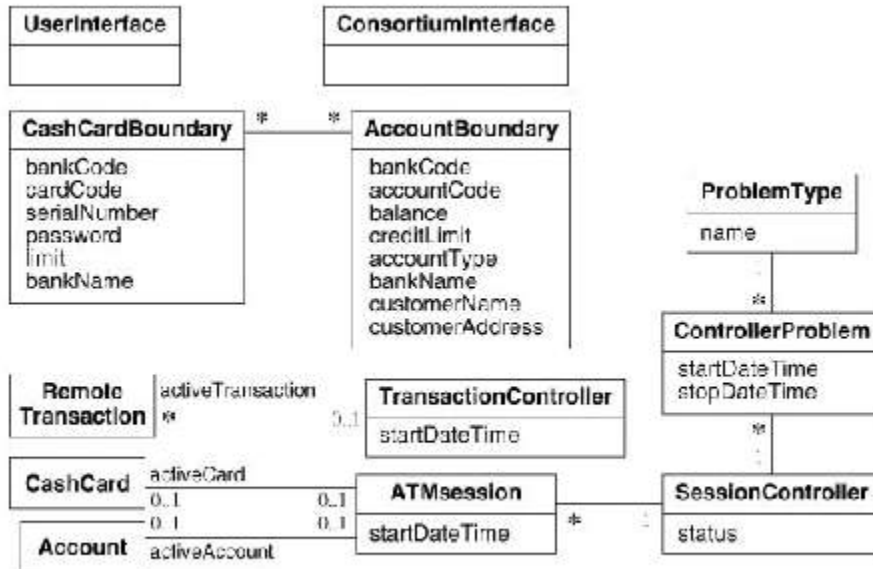 UserInterface
ConsortiumInterface
CashCardBoundary
* *
AccountBoundary
bankCode
cardCode
serialNumber
password
limit
bankName
bankCode
accountCode
balance
creditLimit
accountType
bankName
customerName
customerAddress
ProblemType
name
*
ControllerProblem
startDateTime
stopDateTime
*
Remote
Transaction
activeTransaction
*
0..1
TransactionController
startDateTime
CashCard
activeCard
0..1 0..1
0..1 0..1
Account
activeAccount
ATMsession
startDateTime
*
SessionController
status